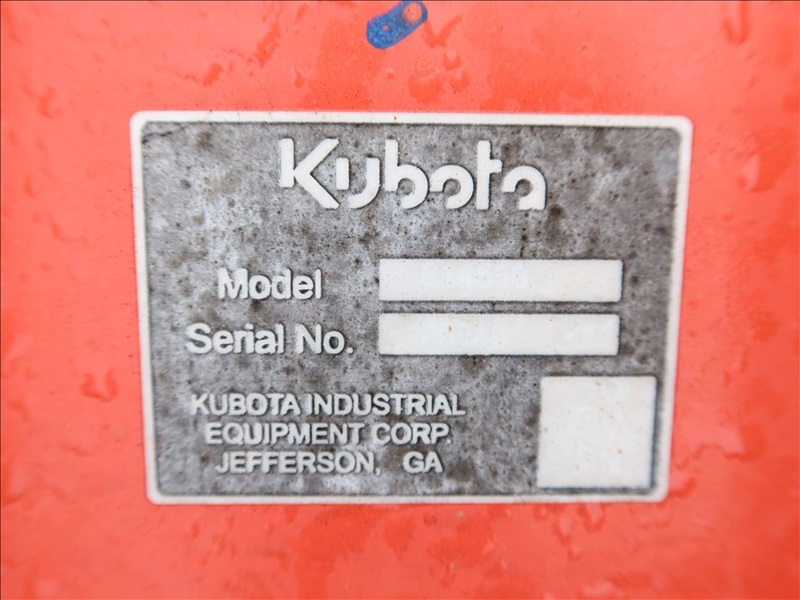 Kubota
Model
Serial No.
KUBOTA INDUSTRIAL
EQUIPMENT CORP.
JEFFERSON, GA